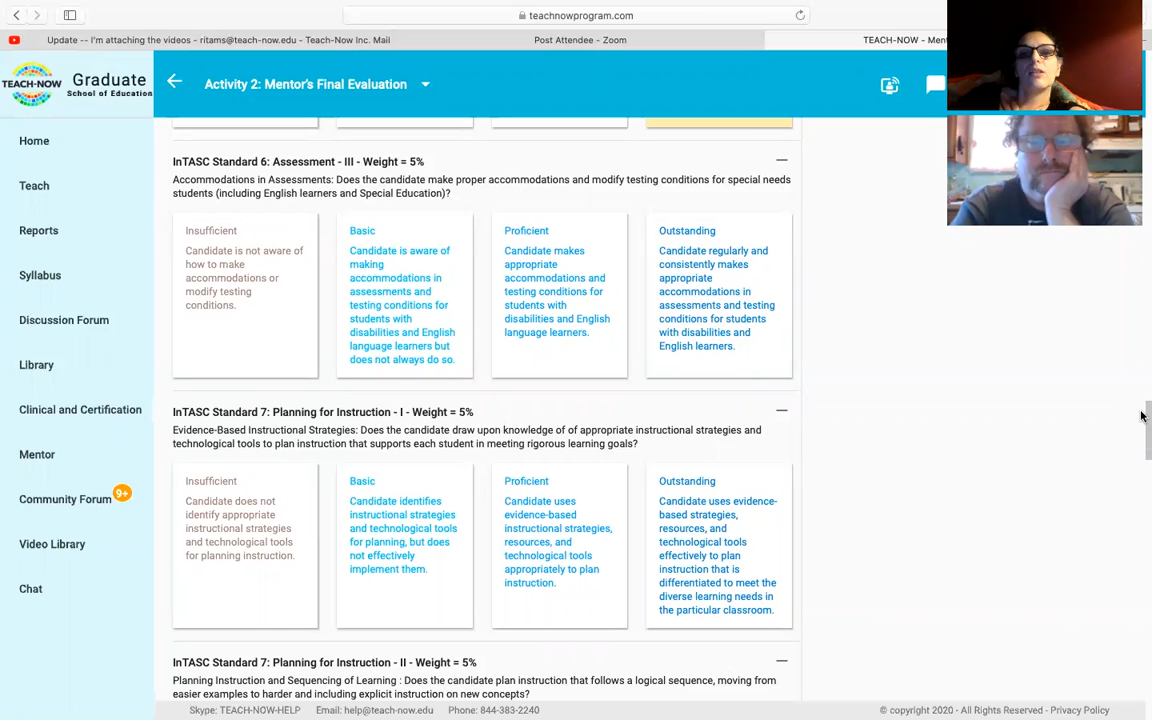 teachnowprogram.com
Update -- I'm attaching the videos - ritams@teach-now.edu - Teach-Now Inc. Mail
Post Attendee - Zoom
TEACH-NOW - Men
TEACH-NOW
Graduate
School of Education
Activity 2: Mentor's Final Evaluation
Home
Teach
Reports
Syllabus
Discussion Forum
Library
Clinical and Certification
Mentor
Community Forum
9+
Video Library
Chat
InTASC Standard 6: Assessment - III - Weight = 5%
Accommodations in Assessments: Does the candidate make proper accommodations and modify testing conditions for special needs
students (including English learners and Special Education)?
Insufficient
Candidate is not aware of
how to make
accommodations or
modify testing
conditions.
Basic
Candidate is aware of
making
accommodations in
assessments and
testing conditions for
students with
disabilities and English
language learners but
does not always do so.
Proficient
Candidate makes
appropriate
accommodations and
testing conditions for
students with
disabilities and English
language learners.
Outstanding
Candidate regularly and
consistently makes
appropriate
accommodations in
assessments and testing
conditions for students
with disabilities and
English learners.
InTASC Standard 7: Planning for Instruction - I - Weight = 5%
Evidence-Based Instructional Strategies: Does the candidate draw upon knowledge of of appropriate instructional strategies and
technological tools to plan instruction that supports each student in meeting rigorous learning goals?
Insufficient
Candidate does not
identify appropriate
instructional strategies
and technological tools
for planning instruction.
Basic
Candidate identifies
instructional strategies
and technological tools
for planning, but does
not effectively
implement them.
Proficient
Candidate uses
evidence-based
instructional strategies,
resources, and
technological tools
appropriately to plan
instruction.
Outstanding
Candidate uses evidence-
based strategies,
resources, and
technological tools
effectively to plan
instruction that is
differentiated to meet the
diverse learning needs in
the particular classroom.
InTASC Standard 7: Planning for Instruction - II - Weight = 5%
Planning Instruction and Sequencing of Learning : Does the candidate plan instruction that follows a logical sequence, moving from
easier examples to harder and including explicit instruction on new concepts?
Skype: TEACH-NOW-HELP Email: help@teach-now.edu Phone: 844-383-2240
© copyright 2020 - All Rights Reserved - Privacy Policy